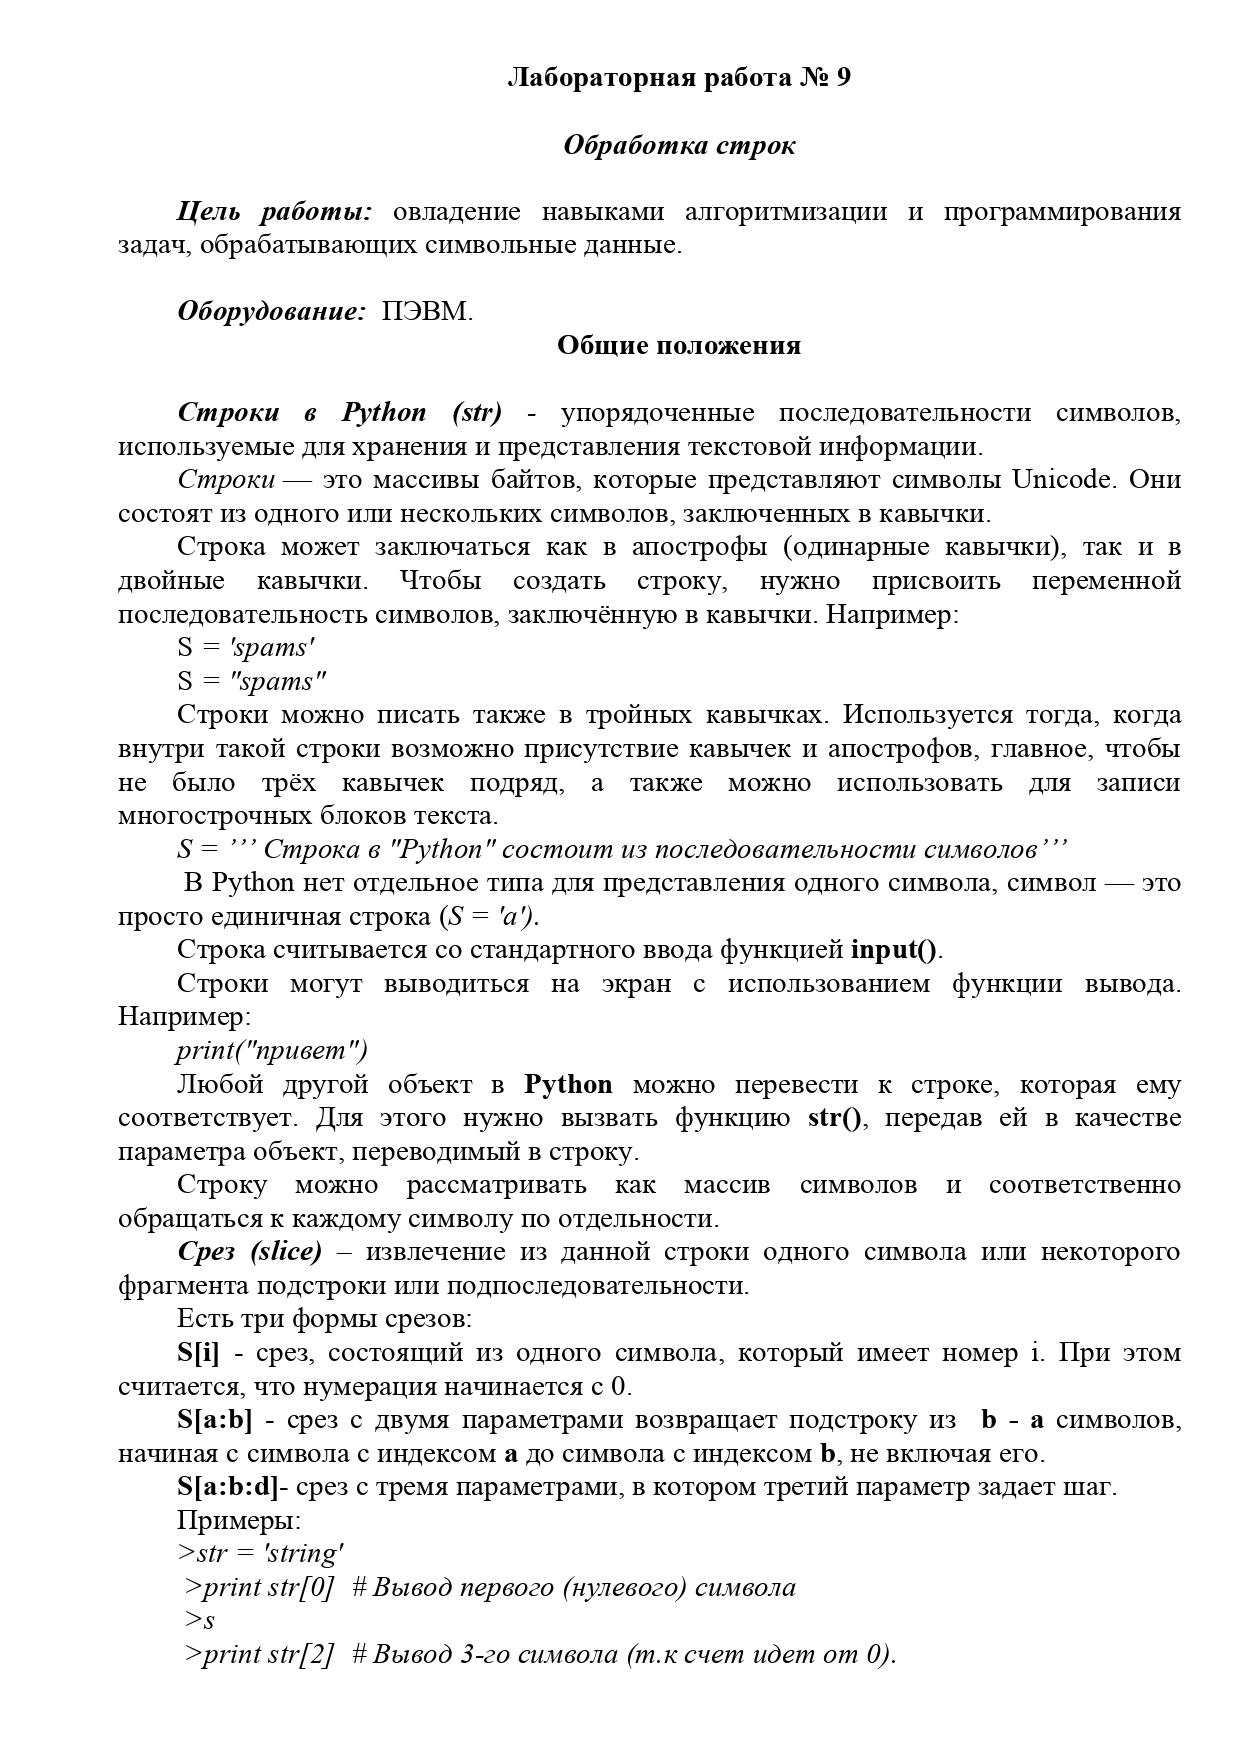 Лабораторная работа № 9
Обработка строк
Цель работы: овладение навыками алгоритмизации и программирования
задач, обрабатывающих символьные данные.
Оборудование: ПЭВМ.
Общие положения
Строки в Python (str) - упорядоченные последовательности символов,
используемые для хранения и представления текстовой информации.
Строки — это массивы байтов, которые представляют символы Unicode. Они
состоят из одного или нескольких символов, заключенных в кавычки.
Строка может заключаться как в апострофы (одинарные кавычки), так и в
двойные кавычки. Чтобы создать строку, нужно присвоить переменной
последовательность символов, заключённую в кавычки. Например:
S = 'spams'
S = "spams"
Строки можно писать также в тройных кавычках. Используется тогда, когда
внутри такой строки возможно присутствие кавычек и апострофов, главное, чтобы
не было трёх кавычек подряд, а также можно использовать для записи
многострочных блоков текста.
S = ’’’ Строка в "Python" состоит из последовательности символов’’’
В Python нет отдельное типа для представления одного символа, символ — это
просто единичная строка (S = 'a').
Строка считывается со стандартного ввода функцией input().
Строки могут выводиться на экран с использованием функции вывода.
Например:
print("привет")
Любой другой объект в Python можно перевести к строке, которая ему
соответствует. Для этого нужно вызвать функцию str(), передав ей в качестве
параметра объект, переводимый в строку.
Строку можно рассматривать как массив символов и соответственно
обращаться к каждому символу по отдельности.
Срез (slice) – извлечение из данной строки одного символа или некоторого
фрагмента подстроки или подпоследовательности.
Есть три формы срезов:
S[i] - срез, состоящий из одного символа, который имеет номер i. При этом
считается, что нумерация начинается с 0.
S[a:b] - срез с двумя параметрами возвращает подстроку из b - a символов,
начиная с символа c индексом a до символа с индексом b, не включая его.
S[a:b:d]- срез с тремя параметрами, в котором третий параметр задает шаг.
Примеры:
>str = 'string'
>print str[0] # Вывод первого (нулевого) символа
>s
>print str[2] # Вывод 3-го символа (т.к счет идет от 0).